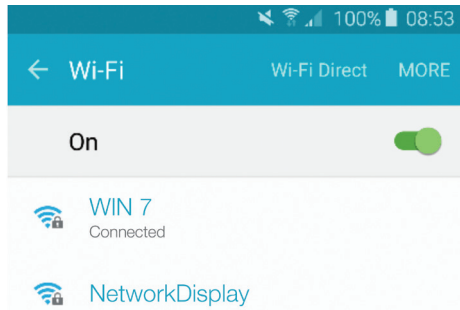 100% 08:53
Wi-Fi Wi-Fi Direct MORE
On
WIN 7
Connected
NetworkDisplay